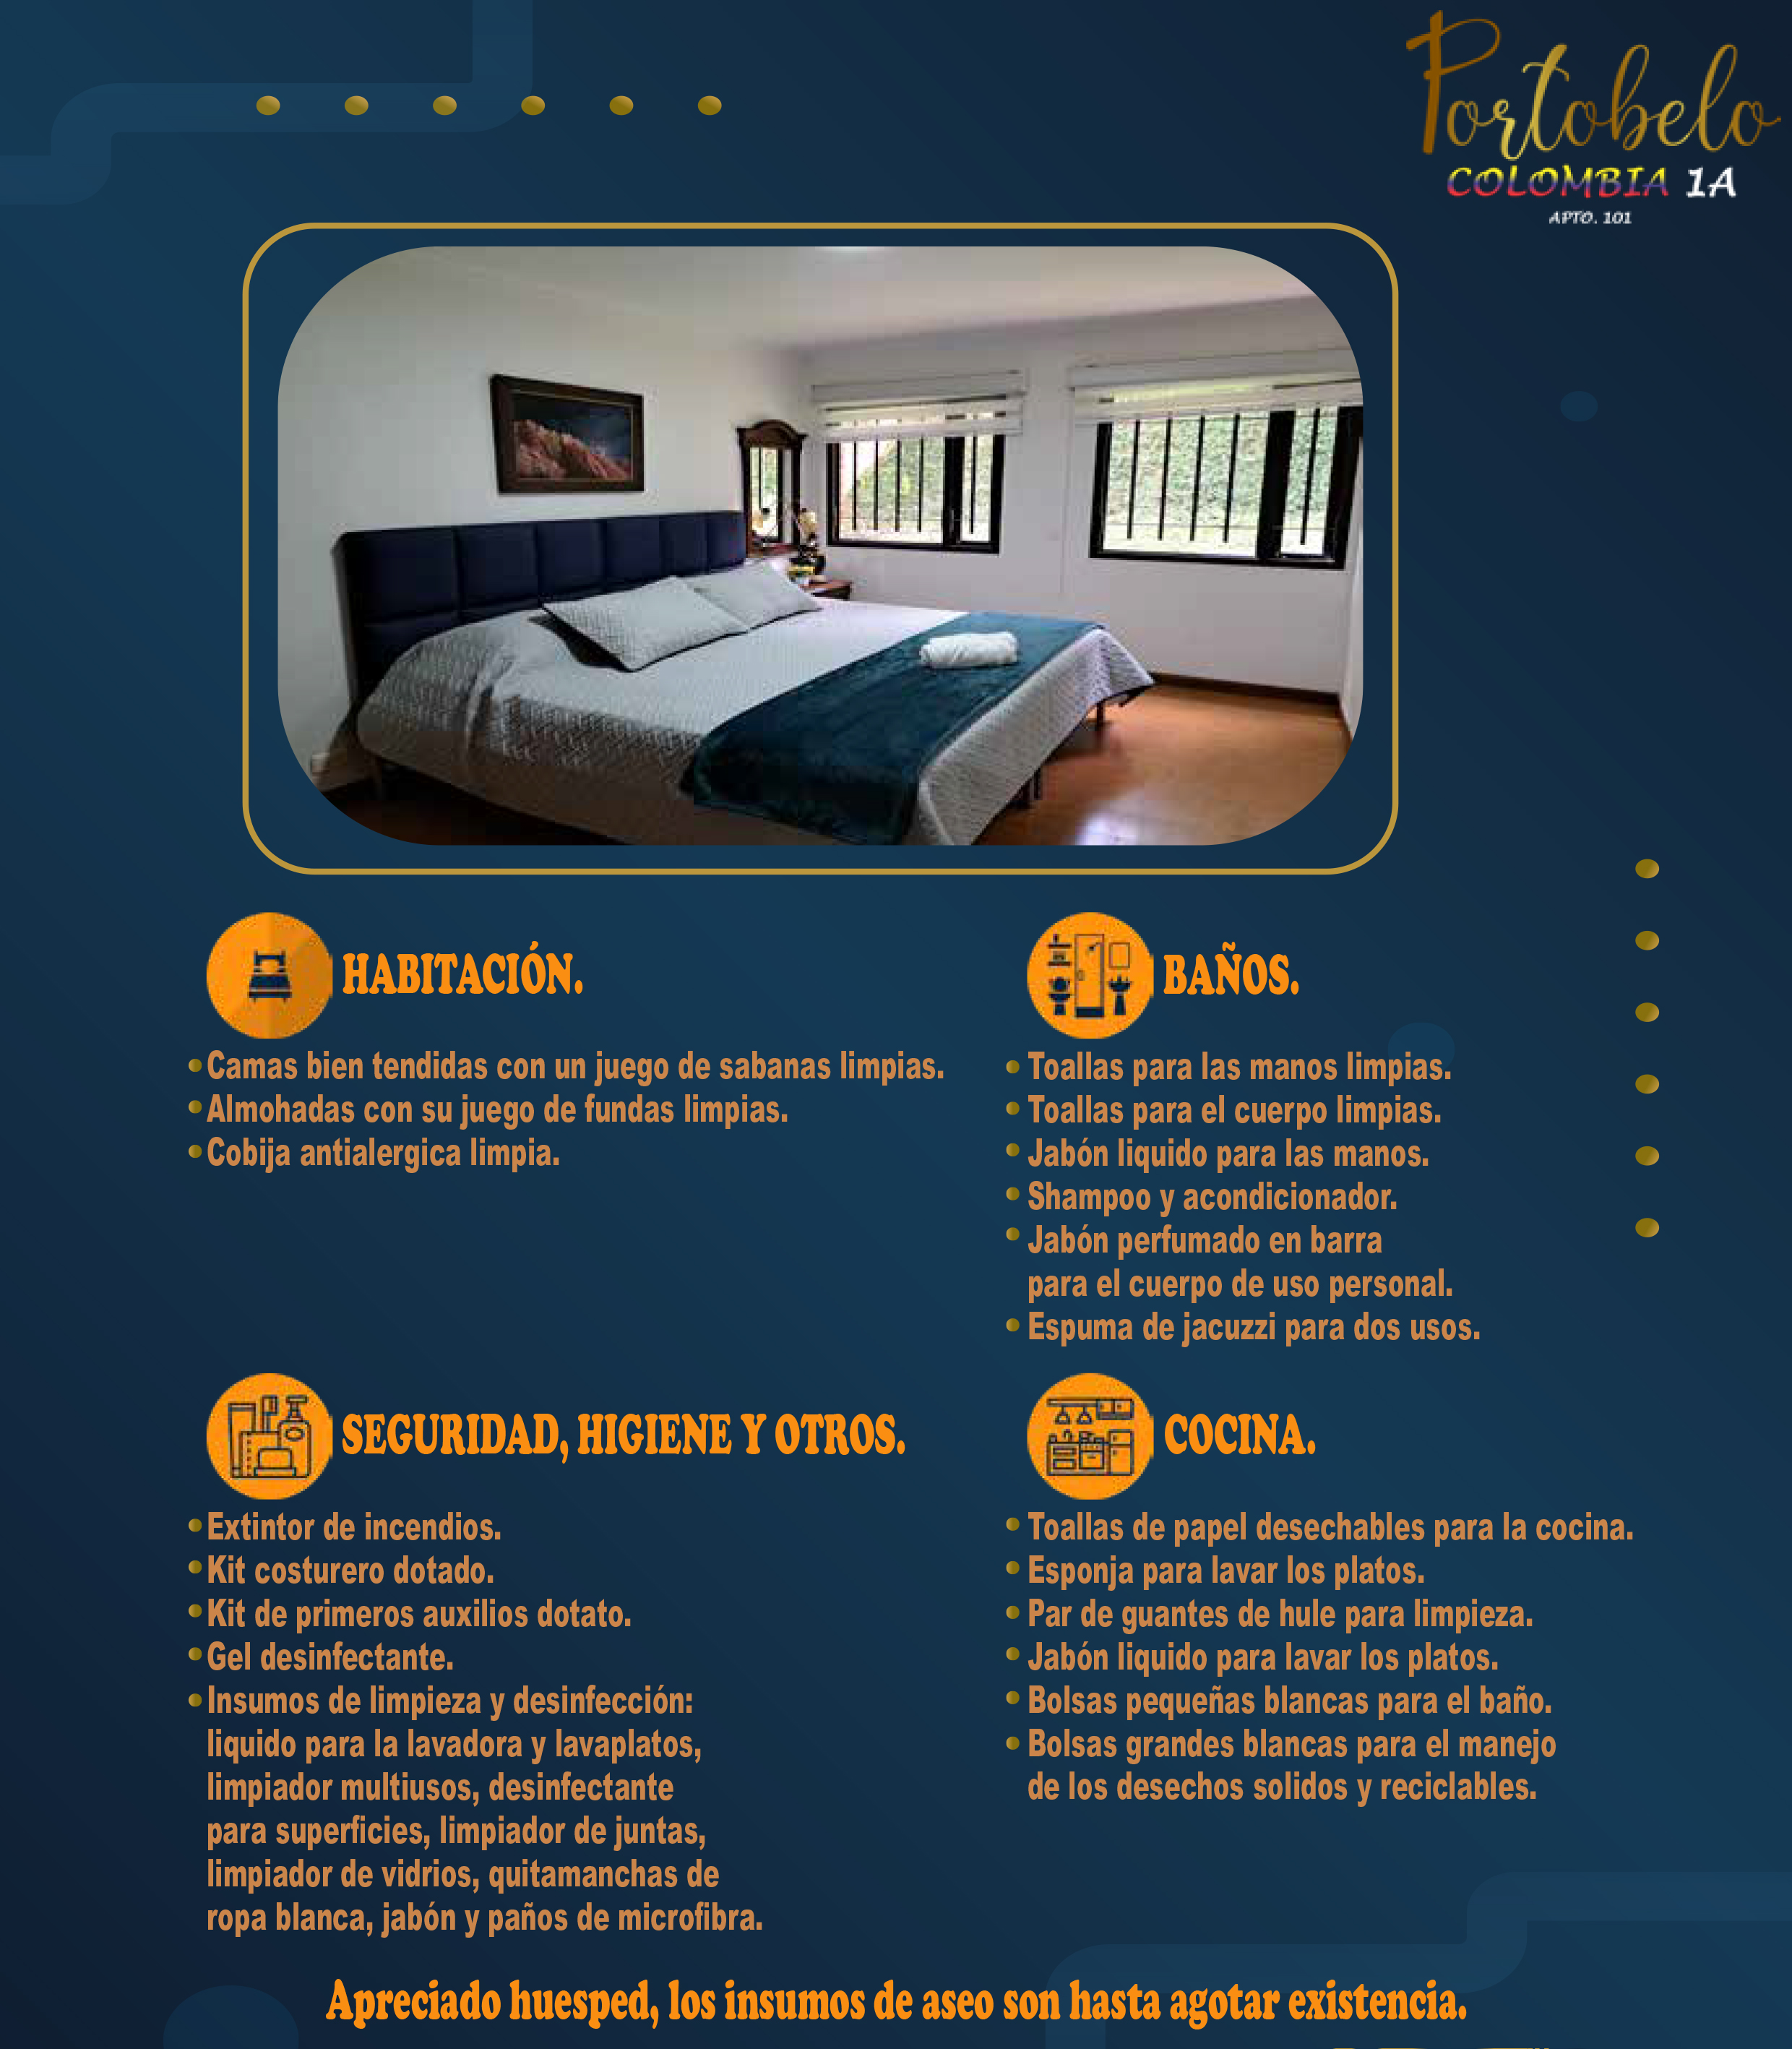 Portobelo
COLOMBIA 1A
APTO. 101
HABITACIÓN.
Camas bien tendidas con un juego de sabanas limpias.
Almohadas con su juego de fundas limpias.
Cobija antialergica limpia.
BAÑOS.
Toallas para las manos limpias.
Toallas para el cuerpo limpias.
Jabón liquido para las manos.
Shampoo y acondicionador.
Jabón perfumado en barra
para el cuerpo de uso personal.
Espuma de jacuzzi para dos usos.
SEGURIDAD, HIGIENE Y OTROS.
Extintor de incendios.
Kit costurero dotado.
Kit de primeros auxilios dotato.
Gel desinfectante.
Insumos de limpieza y desinfección:
liquido para la lavadora y lavaplatos,
limpiador multiusos, desinfectante
para superficies, limpiador de juntas,
limpiador de vidrios, quitamanchas de
ropa blanca, jabón y paños de microfibra.
COCINA.
Toallas de papel desechables para la cocina.
Esponja para lavar los platos.
Par de guantes de hule para limpieza.
Jabón liquido para lavar los platos.
Bolsas pequeñas blancas para el baño.
Bolsas grandes blancas para el manejo
de los desechos solidos y reciclables.
Apreciado huesped, los insumos de aseo son hasta agotar existencia.